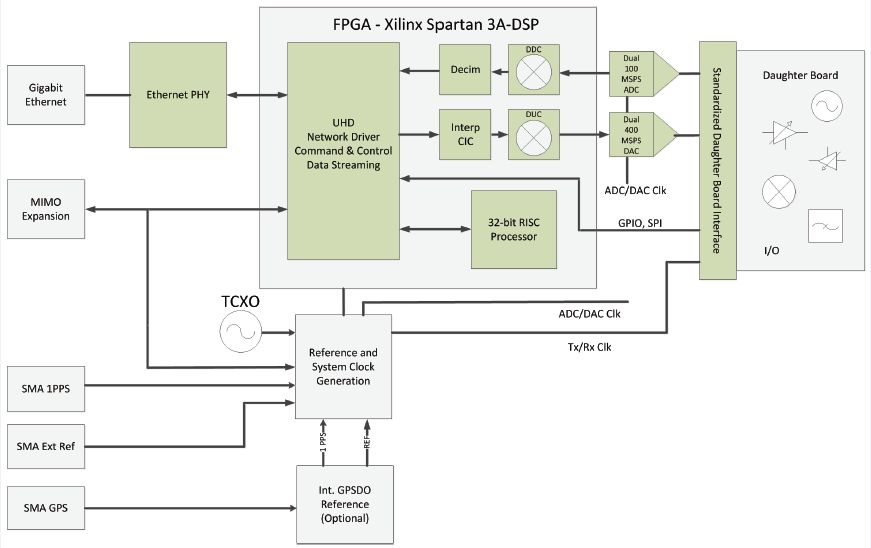 FPGA - Xilinx Spartan 3A-DSP
Gigabit
Ethernet
Ethernet PHY
UHD
Network Driver
Command & Control
Data Streaming
Decim
DDC
Dual
100
MSPS
ADC
Interp
CIC
DUC
Dual
400
MSPS
DAC
ADC/DAC Clk
Standardized Daughter
Board Interface
Daughter Board
I/O
MIMO
Expansion
32-bit RISC
Processor
GPIO, SPI
TCXO
ADC/DAC Clk
Tx/Rx Clk
Reference and
System Clock
Generation
SMA 1PPS
SMA Ext Ref
1 PPS
REF
SMA GPS
Int. GPSDO
Reference
(Optional)